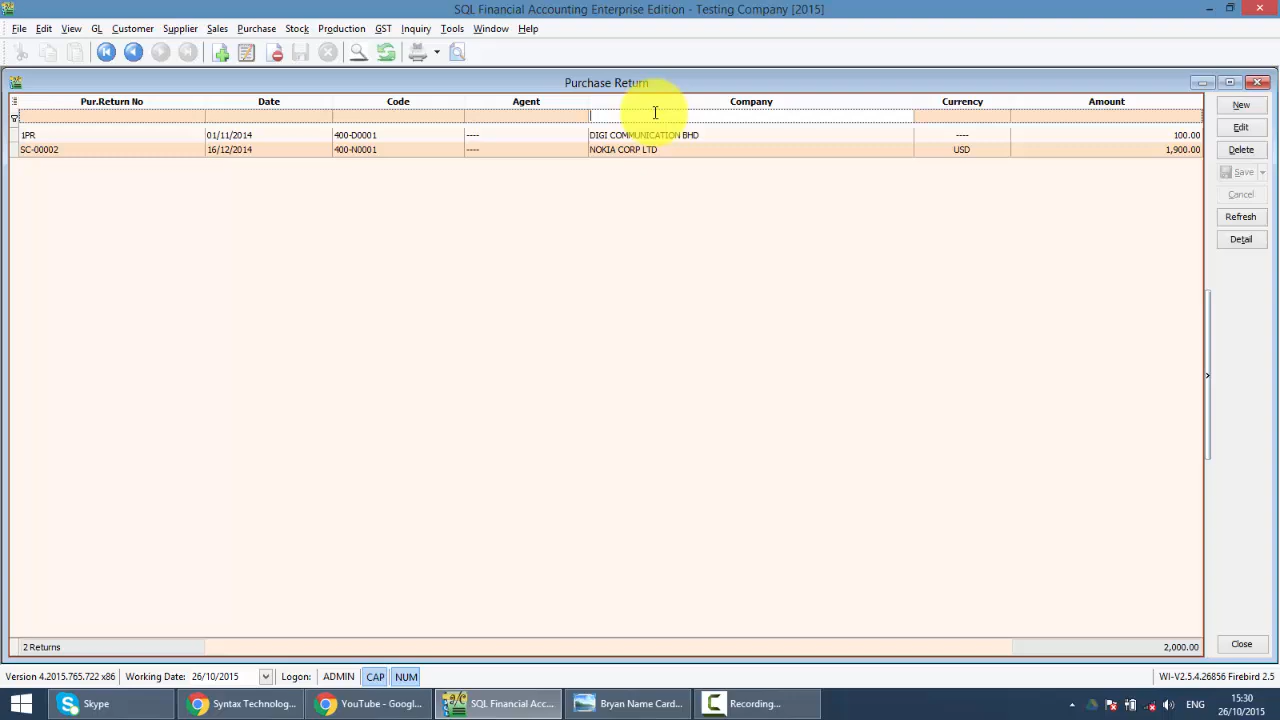 SQL Financial Accounting Enterprise Edition - Testing Company [2015]
File Edit View GL Customer Supplier Sales Purchase Stock Production GST Inquiry Tools Window Help
Purchase Return
Pur.Return No Date Code Agent Company Currency Amount
1PR 01/11/2014 400-D0001 ---- DIGI COMMUNICATION BHD ---- 100.00
SC-00002 16/12/2014 400-N0001 ---- NOKIA CORP LTD USD 1,900.00
New
Edit
Delete
Save
Cancel
Refresh
Detail
2 Returns 2,000.00
Close
Version 4.2015.765.722 x86 Working Date: 26/10/2015 Logon: ADMIN CAP NUM WI-V2.5.4.26856 Firebird 2.5
Skype Syntax Technolog... YouTube - Googl... SQL Financial Acc... Bryan Name Card... Recording... ENG 15:30
26/10/2015